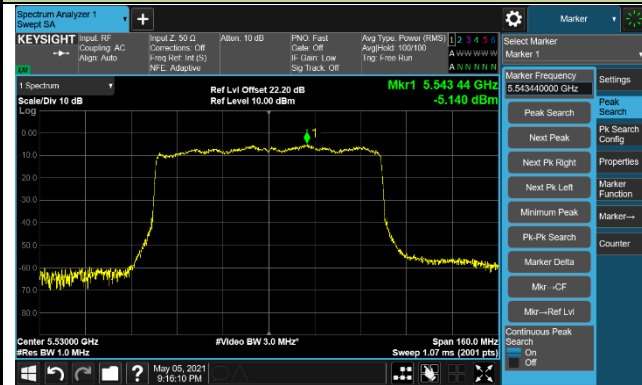 Spectrum Analyzer 1
Swept SA
+
Marker
KEYSIGHT
Input: RF
Coupling: AC
Align: Auto
Input Z: 50 Ω
Corrections: Off
Freq Ref: Int (S)
NFE: Adaptive
Atten: 10 dB
PNO: Fast
Gate: Off
IF Gain: Low
Sig Track: Off
Avg Type: Power (RMS)
Avg|Hold: 100/100
Trig: Free Run
1 2 3 4 5 6
A W W W W W
A N N N N N
LXI
Select Marker
Marker 1
1 Spectrum
Scale/Div 10 dB
Log
Ref Lvl Offset 22.20 dB
Ref Level 10.00 dBm
Mkr1 5.543 44 GHz
-5.140 dBm
1
0.00
-10.0
-20.0
-30.0
-40.0
-50.0
-60.0
-70.0
-80.0
Center 5.53000 GHz
#Res BW 1.0 MHz
#Video BW 3.0 MHz*
Span 160.0 MHz
Sweep 1.07 ms (2001 pts)
Marker Frequency
5.543440000 GHz
Peak Search
Next Peak
Next Pk Right
Next Pk Left
Minimum Peak
Pk-Pk Search
Marker Delta
Mkr→CF
Mkr→Ref Lvl
Continuous Peak
Search
On
Off
Settings
Peak
Search
Pk Search
Config
Properties
Marker
Function
Marker→
Counter
?
May 05, 2021
9:16:10 PM